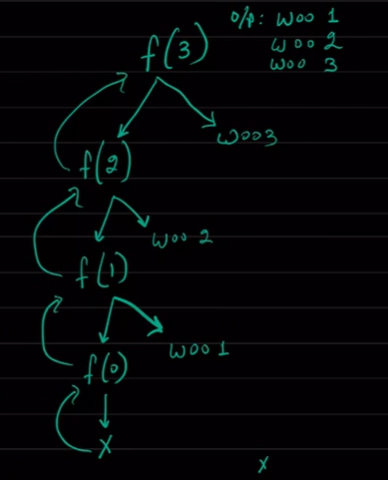 O/P: woo 1
woo 2
woo 3
f(3)
woo3
f(2)
woo 2
f(1)
woo 1
f(0)
X
x